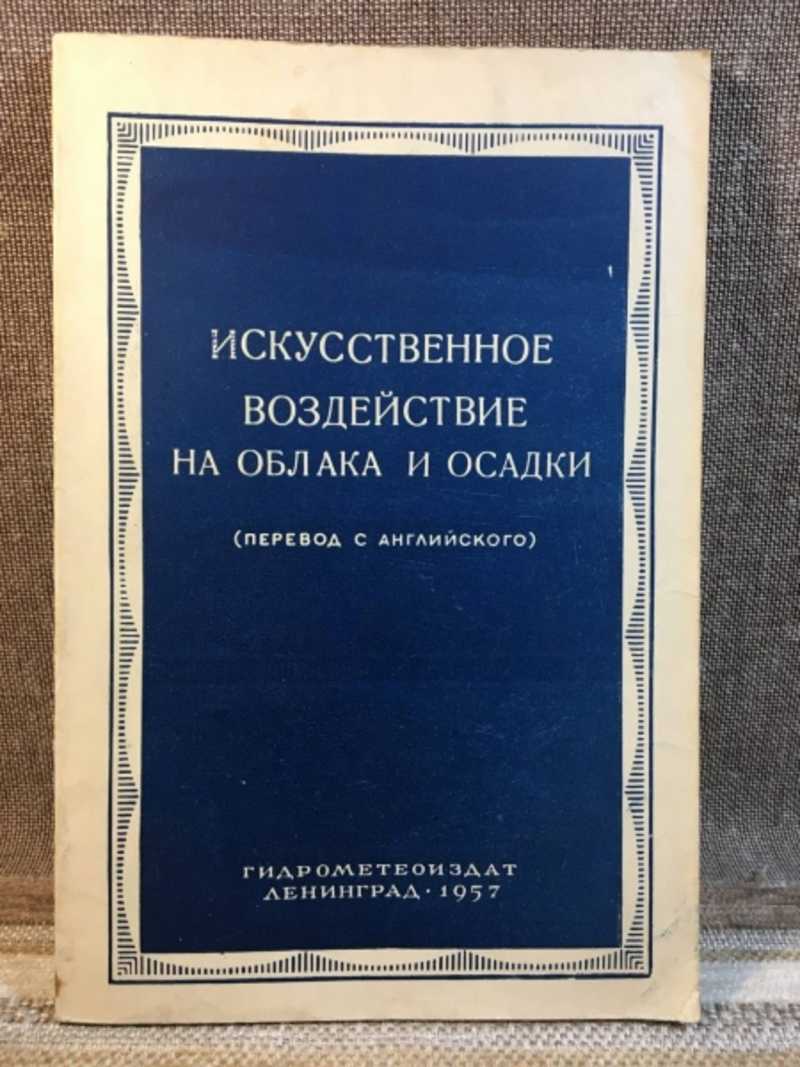 ИСКУССТВЕННОЕ
ВОЗДЕЙСТВИЕ
НА ОБЛАКА И ОСАДКИ
(ПЕРЕВОД С АНГЛИЙСКОГО)
ГИДРОМЕТЕОИЗДАТ
ЛЕНИНГРАД · 1957